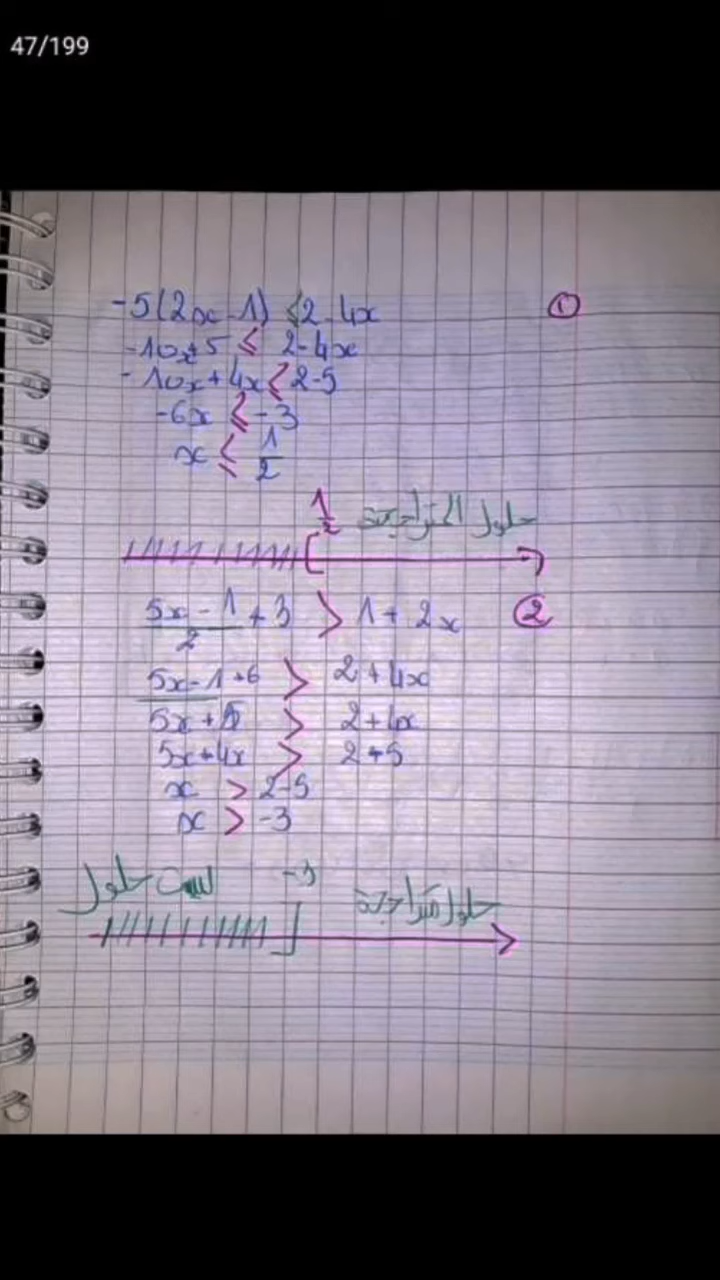 47/199
-5(2x-1) ≤ 2-4x ①
-10x+5 ≤ 2-4x
-10x+4x ≤ 2-5
-6x ≤ -3
x ≤ 1/2
1/2 حلول المتراجحة
(5x-1)/2 + 3 > 1+2x ②
5x-1+6 > 2+4x
5x+5 > 2+4x
5x+4x > 2+5
x > 2-5
x > -3
ليست حلول -3 حلول متراجحة